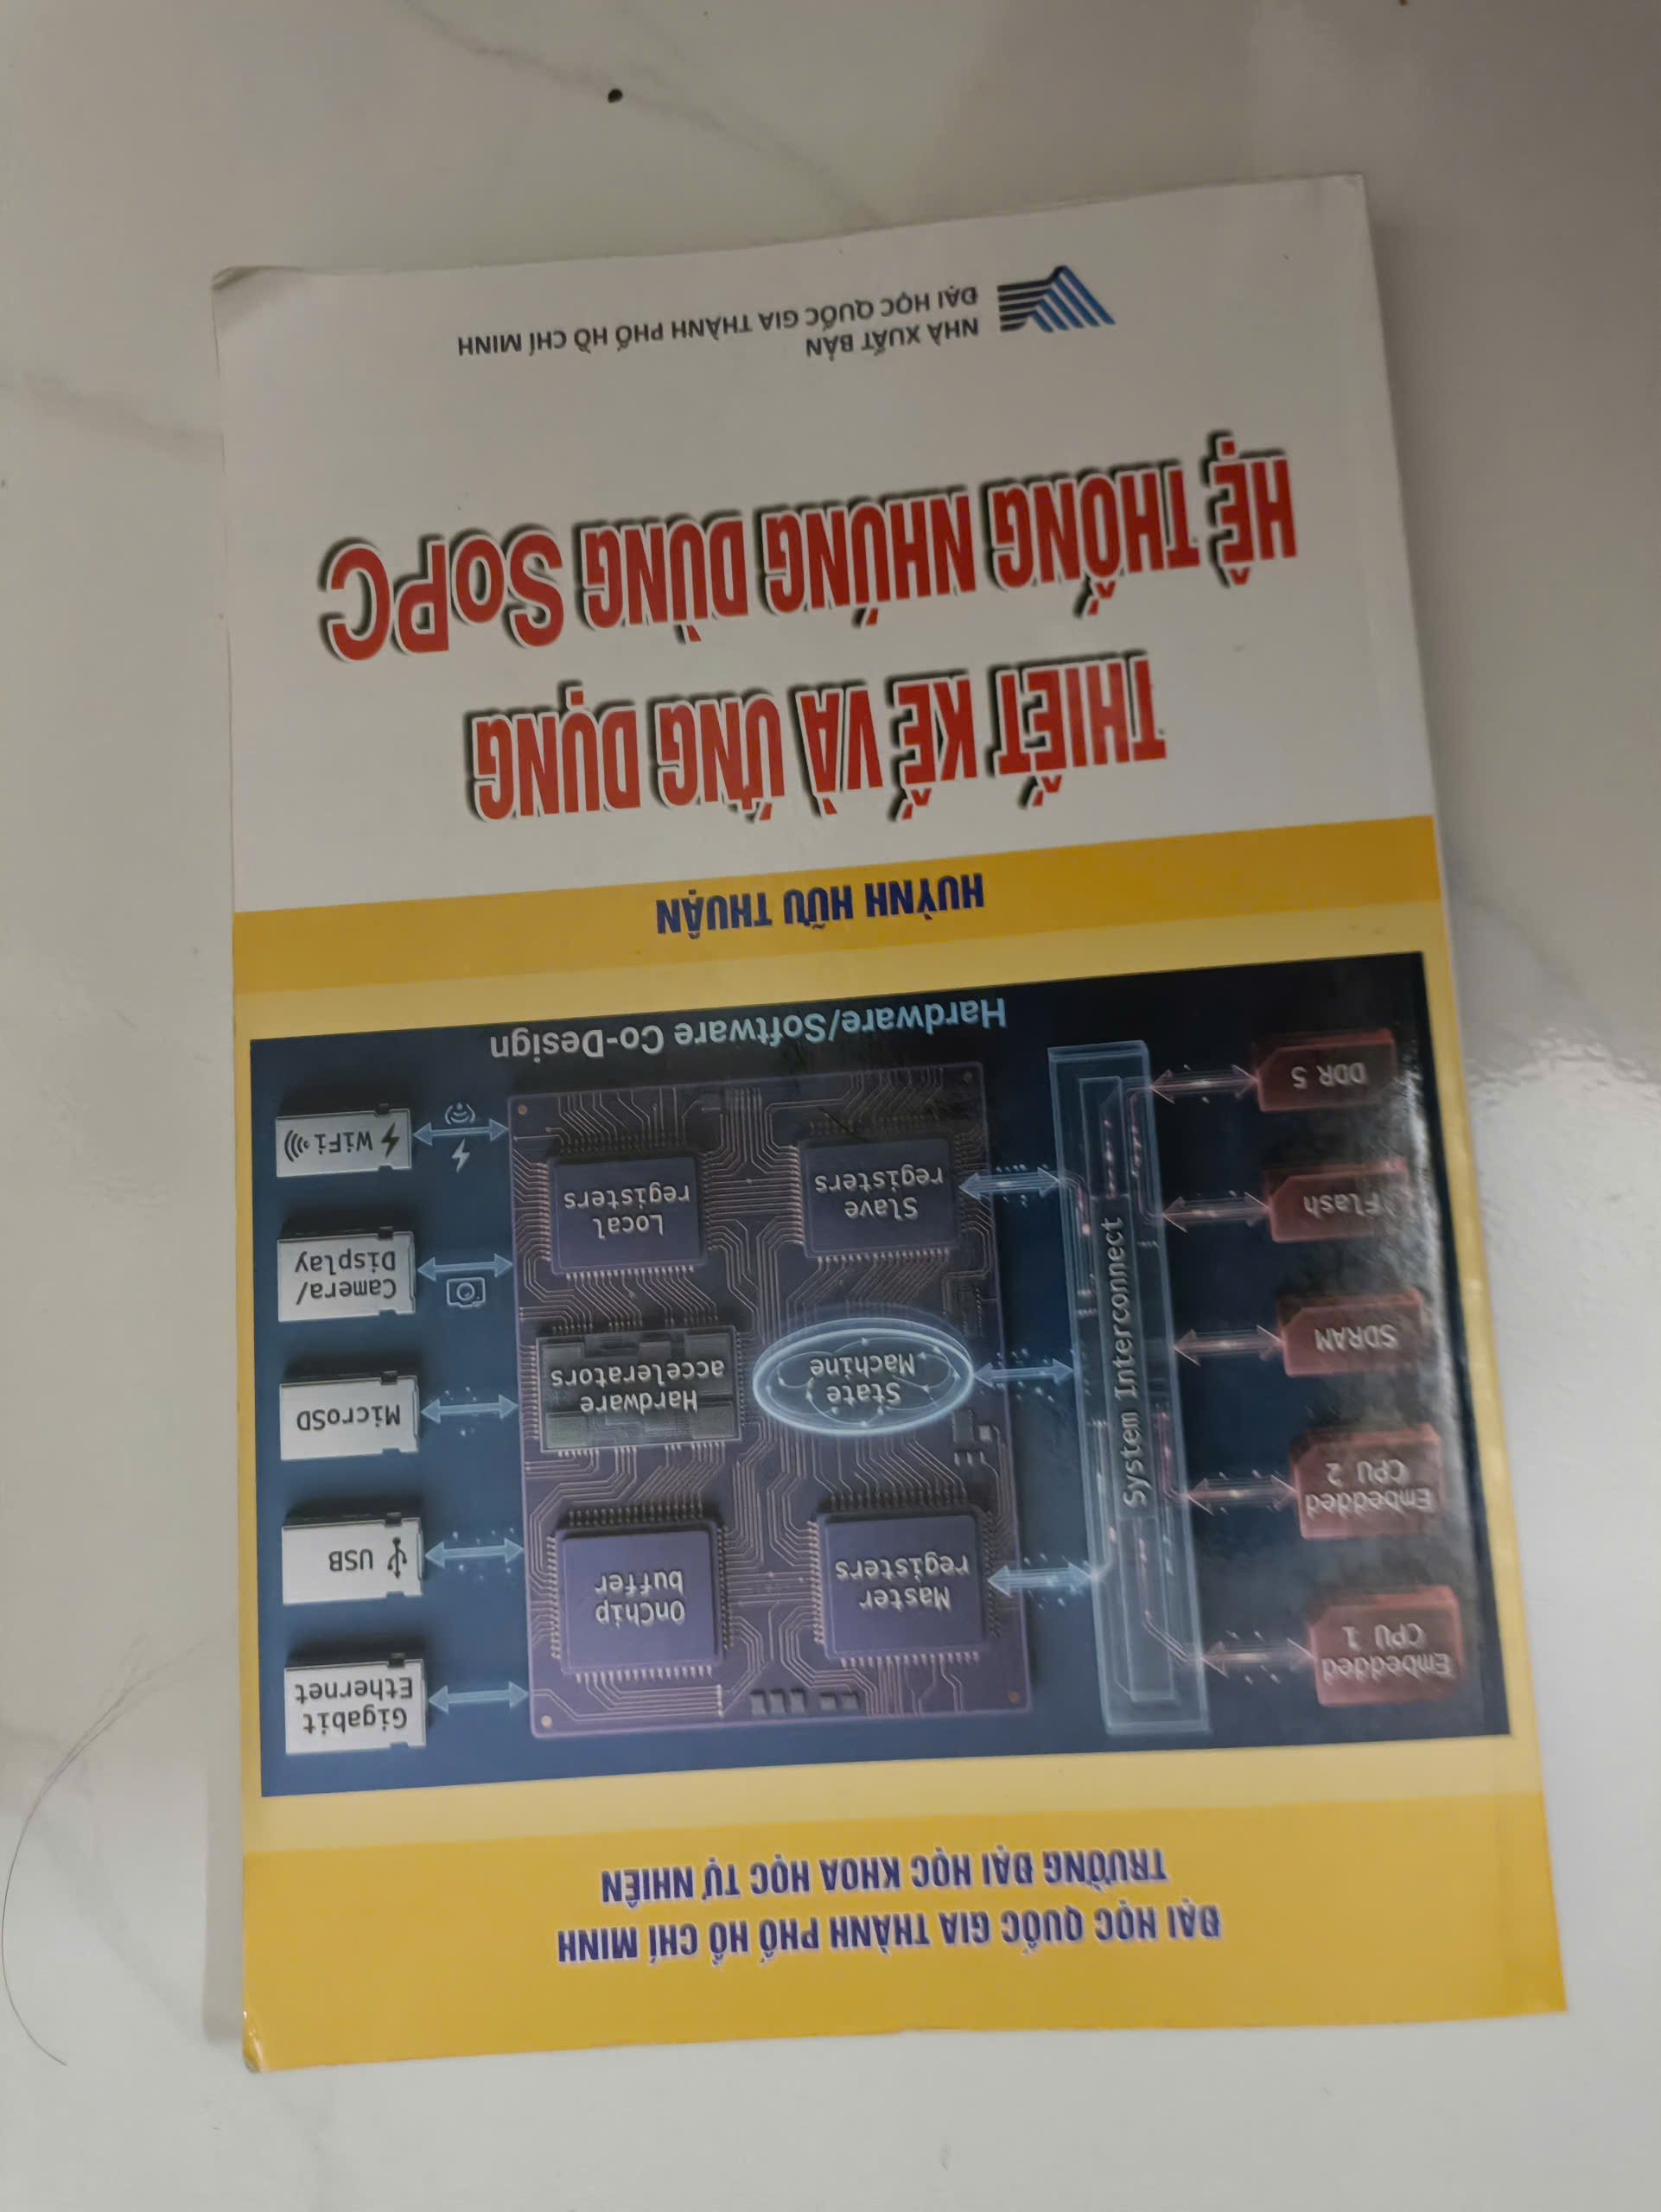 ĐẠI HỌC QUỐC GIA THÀNH PHỐ HỒ CHÍ MINH
TRƯỜNG ĐẠI HỌC KHOA HỌC TỰ NHIÊN
Embedded
CPU 1
Embedded
CPU 2
SDRAM
Flash
DDR 5
System Interconnect
Master
registers
State
Machine
Slave
registers
OnChip
buffer
Hardware
accelerators
Local
registers
Gigabit
Ethernet
USB
MicroSD
Camera/
Display
WiFi
Hardware/Software Co-Design
HUỲNH HỮU THUẬN
THIẾT KẾ VÀ ỨNG DỤNG
HỆ THỐNG NHÚNG DÙNG SoPC
NHÀ XUẤT BẢN
ĐẠI HỌC QUỐC GIA THÀNH PHỐ HỒ CHÍ MINH